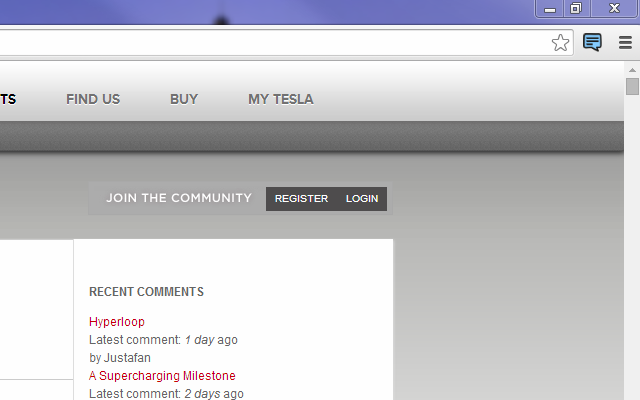 TS FIND US BUY MY TESLA
JOIN THE COMMUNITY REGISTER LOGIN
RECENT COMMENTS
Hyperloop
Latest comment: 1 day ago
by Justafan
A Supercharging Milestone
Latest comment: 2 days ago